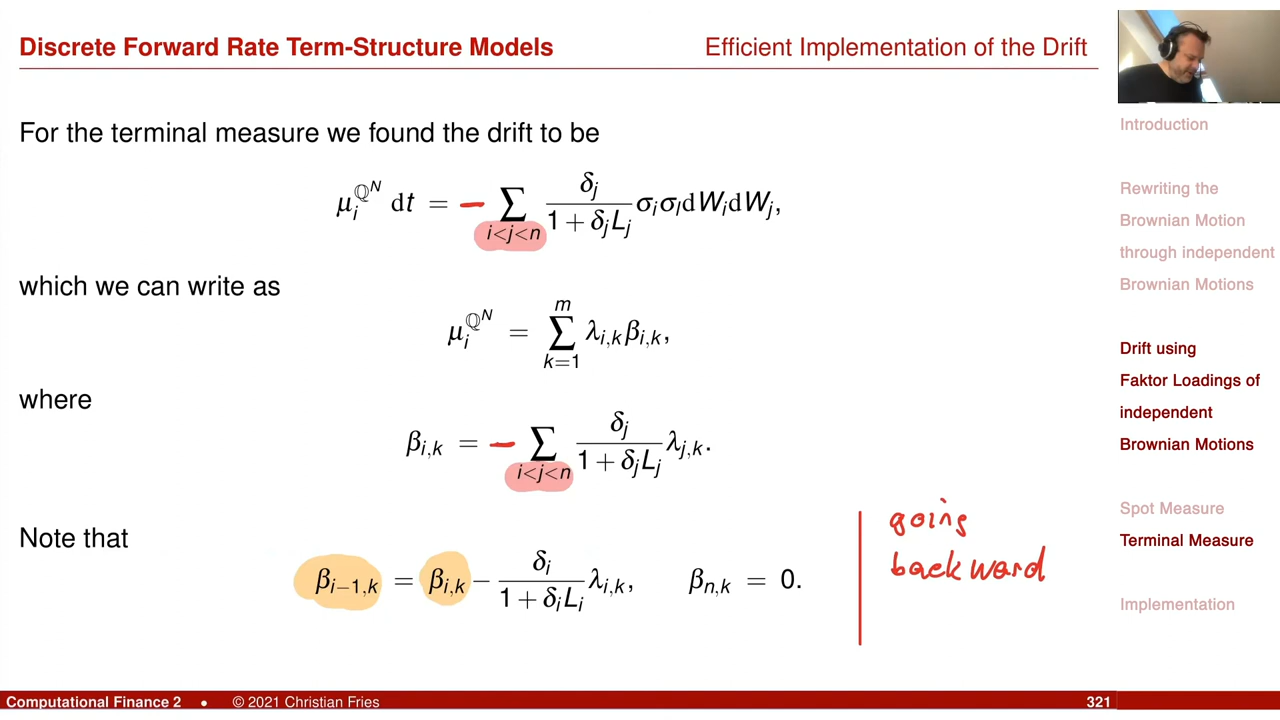 Discrete Forward Rate Term-Structure Models
Efficient Implementation of the Drift
For the terminal measure we found the drift to be
μ_i^{ℚ^N} dt = − ∑_{i<j<n} δ_j / (1 + δ_j L_j) σ_i σ_l dW_i dW_j,
which we can write as
μ_i^{ℚ^N} = ∑_{k=1}^{m} λ_{i,k} β_{i,k},
where
β_{i,k} = − ∑_{i<j<n} δ_j / (1 + δ_j L_j) λ_{j,k}.
Note that
β_{i−1,k} = β_{i,k} − δ_i / (1 + δ_i L_i) λ_{i,k}, β_{n,k} = 0.
going
backward
Introduction
Rewriting the
Brownian Motion
through independent
Brownian Motions
Drift using
Faktor Loadings of
independent
Brownian Motions
Spot Measure
Terminal Measure
Implementation
Computational Finance 2 • © 2021 Christian Fries
321